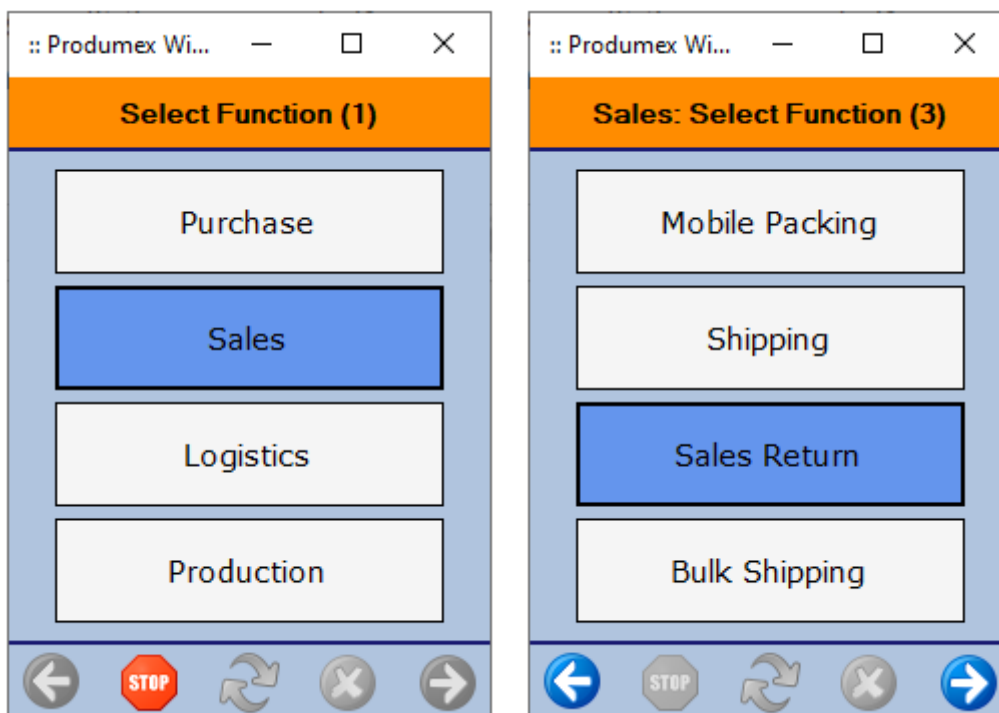 :: Produmex Wi...
Select Function (1)
Purchase
Sales
Logistics
Production
STOP
:: Produmex Wi...
Sales: Select Function (3)
Mobile Packing
Shipping
Sales Return
Bulk Shipping
STOP